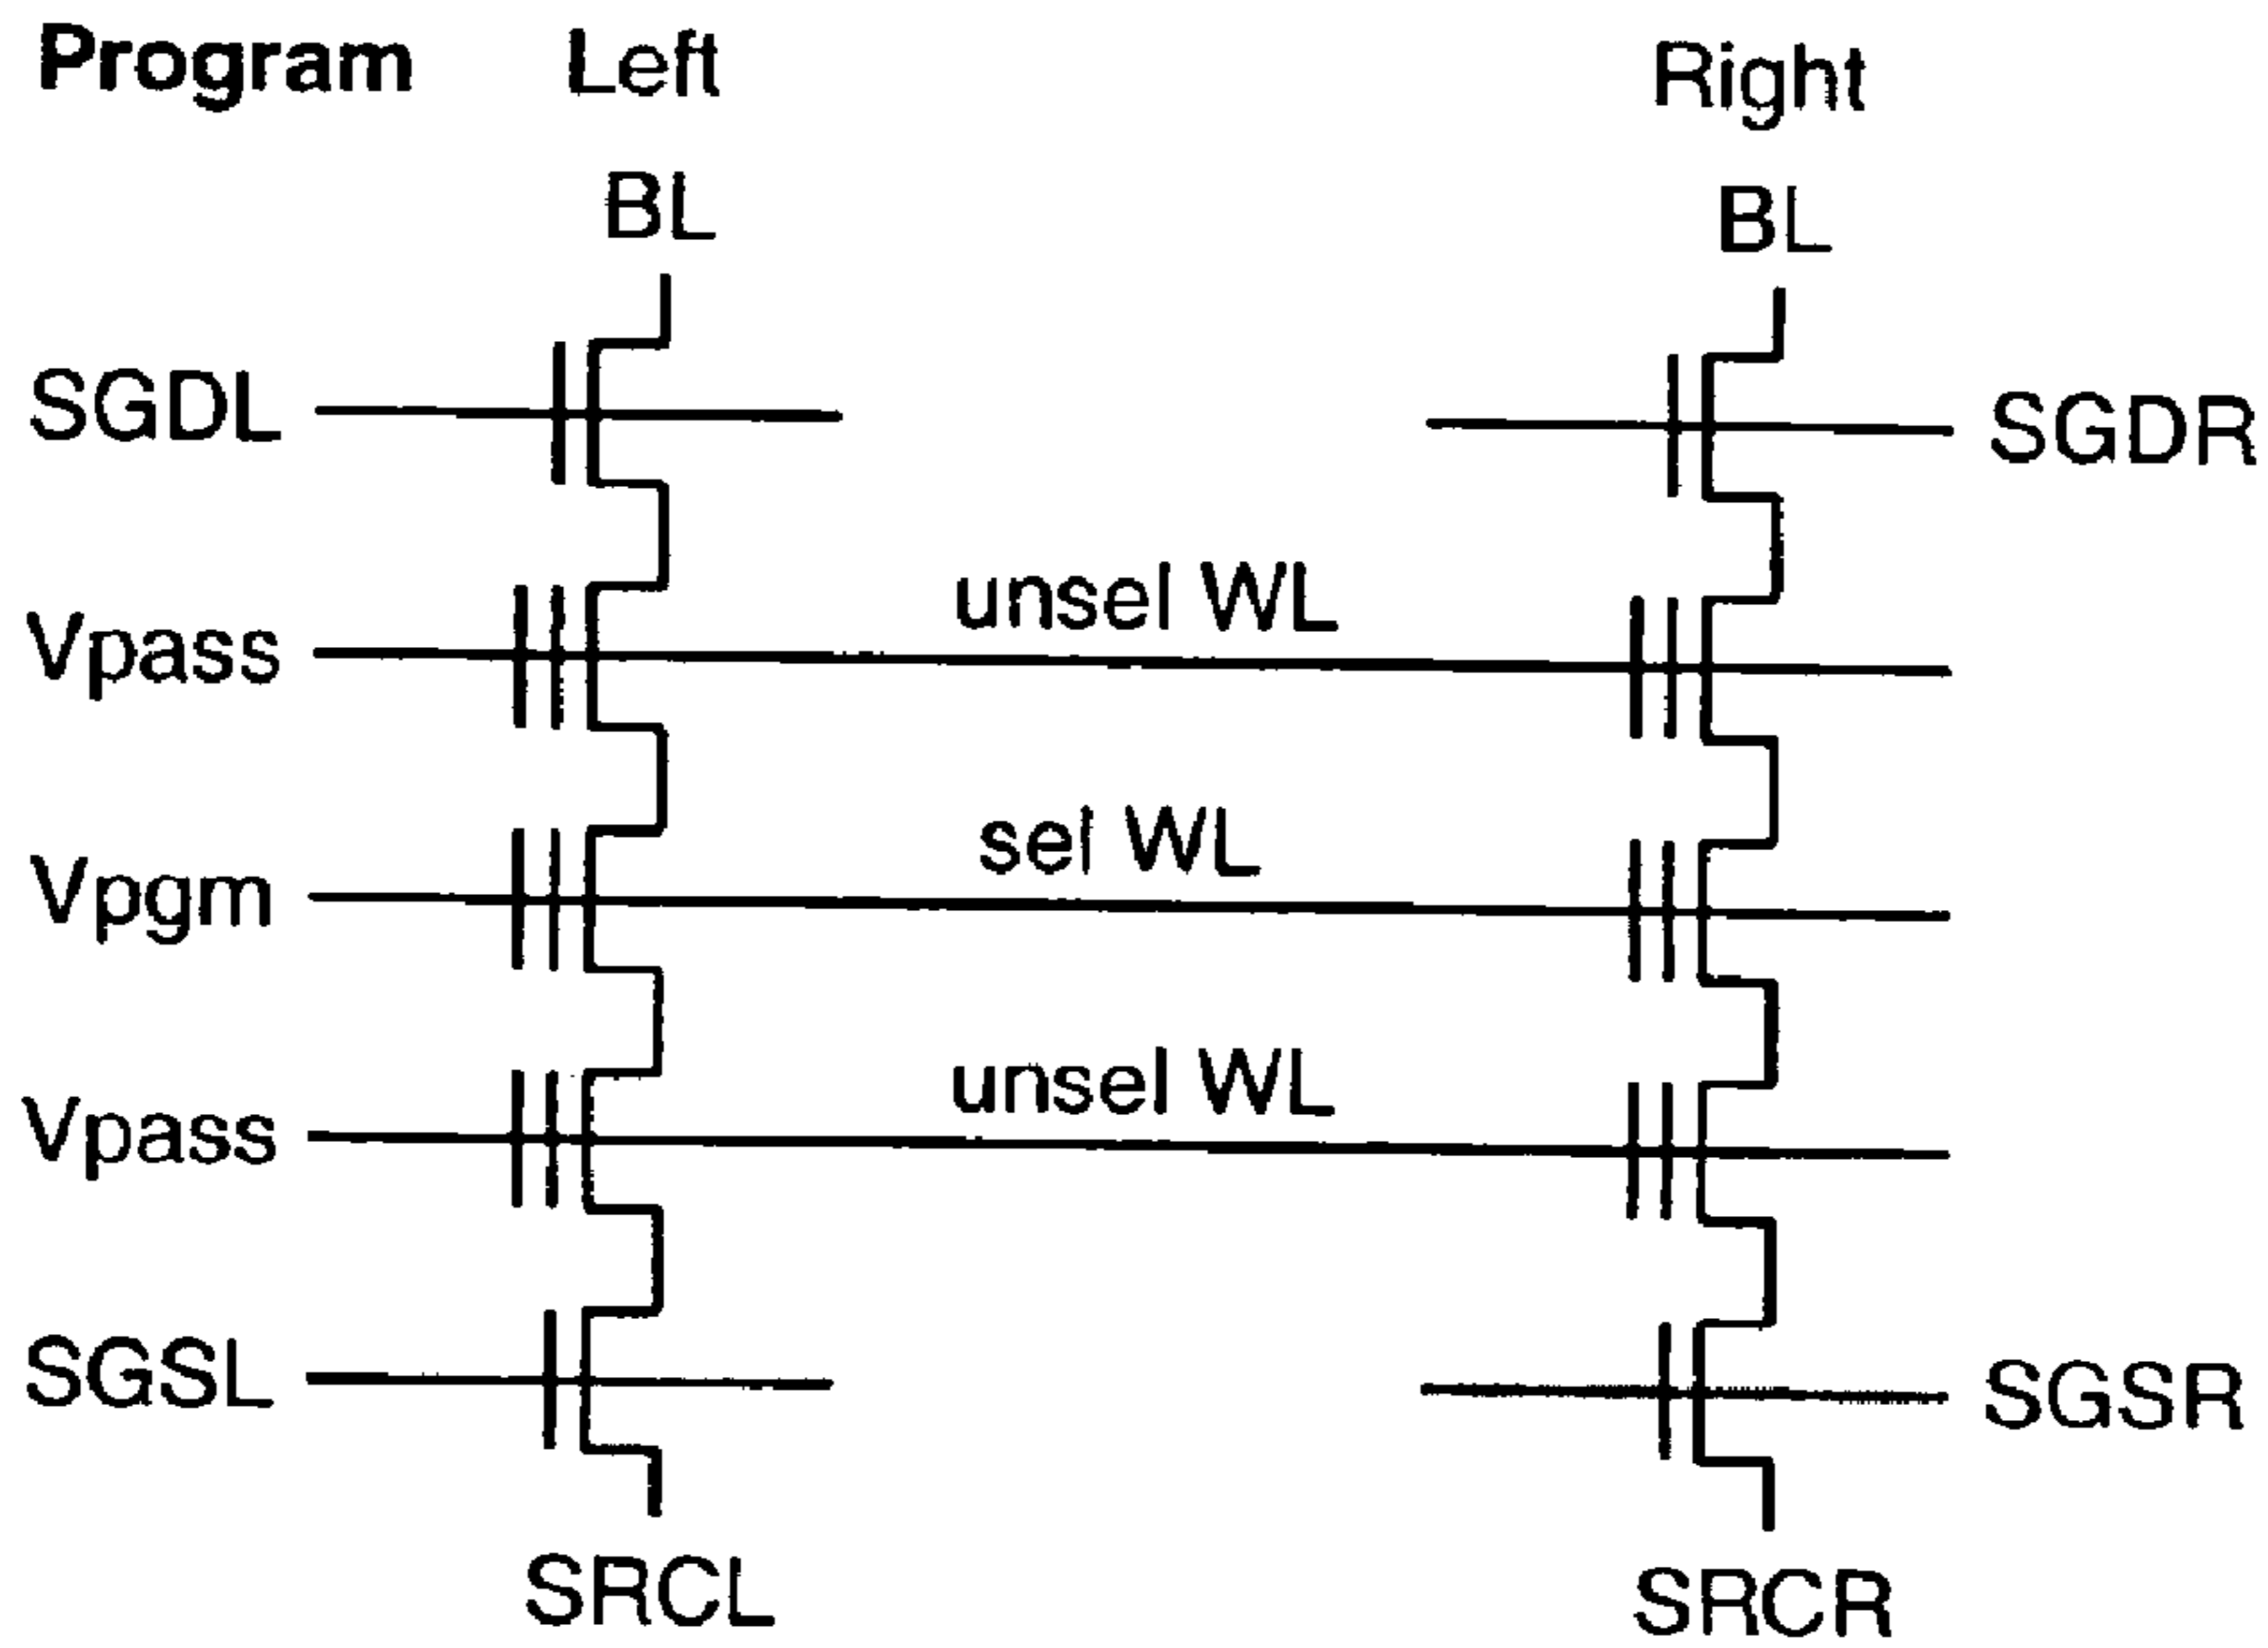 Program Left Right
BL BL
SGDL SGDR
Vpass unsel WL
Vpgm sel WL
Vpass unsel WL
SGSL SGSR
SRCL SRCR